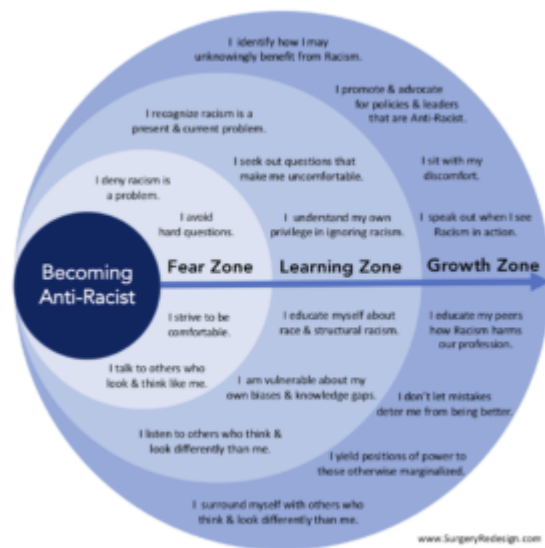 I identify how I may
unknowingly benefit from Racism.
I promote & advocate
for policies & leaders
that are Anti-Racist.
I recognize racism is a
present & current problem.
I seek out questions that
make me uncomfortable.
I sit with my
discomfort.
I deny racism is
a problem.
I avoid
hard questions.
I understand my own
privilege in ignoring racism.
I speak out when I see
Racism in action.
Becoming
Anti-Racist
Fear Zone
Learning Zone
Growth Zone
I strive to be
comfortable.
I educate myself about
race & structural racism.
I educate my peers
how Racism harms
our profession.
I talk to others who
look & think like me.
I am vulnerable about my
own biases & knowledge gaps.
I don't let mistakes
deter me from being better.
I listen to others who think &
look differently than me.
I yield positions of power to
those otherwise marginalized.
I surround myself with others who
think & look differently than me.
www.SurgeryRedesign.com